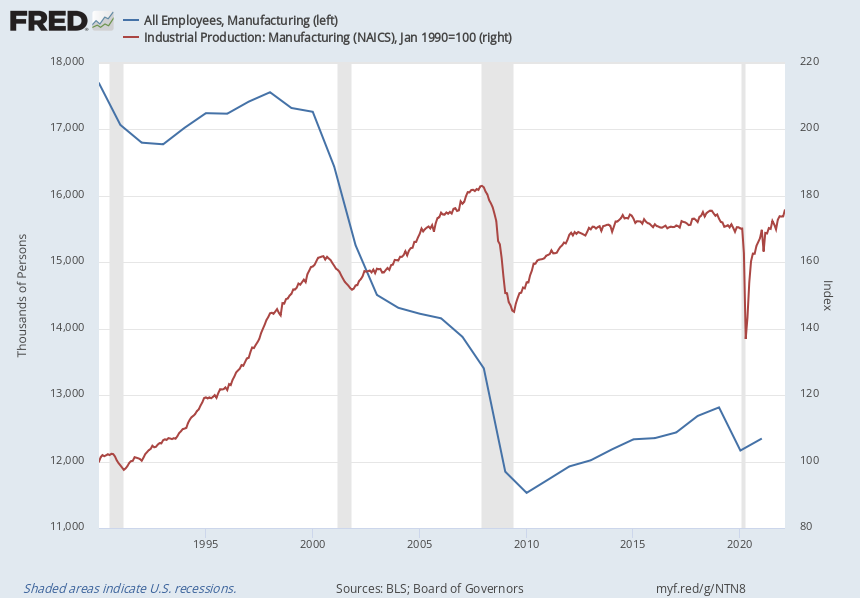 FRED
All Employees, Manufacturing (left)
Industrial Production: Manufacturing (NAICS), Jan 1990=100 (right)
18,000
17,000
16,000
15,000
14,000
13,000
12,000
11,000
Thousands of Persons
220
200
180
160
140
120
100
80
Index
1995 2000 2005 2010 2015 2020
Shaded areas indicate U.S. recessions. Sources: BLS; Board of Governors myf.red/g/NTN8